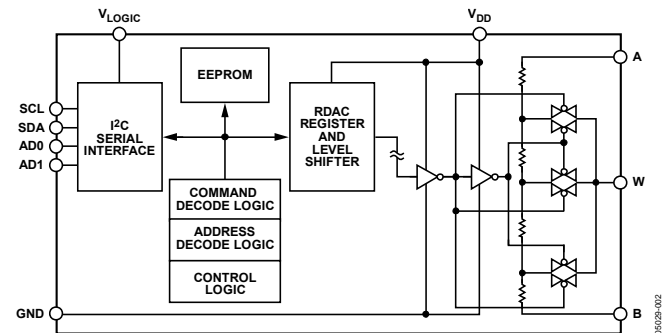 VLOGIC
VDD
A
EEPROM
SCL
SDA
AD0
AD1
I2C
SERIAL
INTERFACE
RDAC
REGISTER
AND
LEVEL
SHIFTER
COMMAND
DECODE LOGIC
ADDRESS
DECODE LOGIC
CONTROL
LOGIC
W
GND
B
05029-002